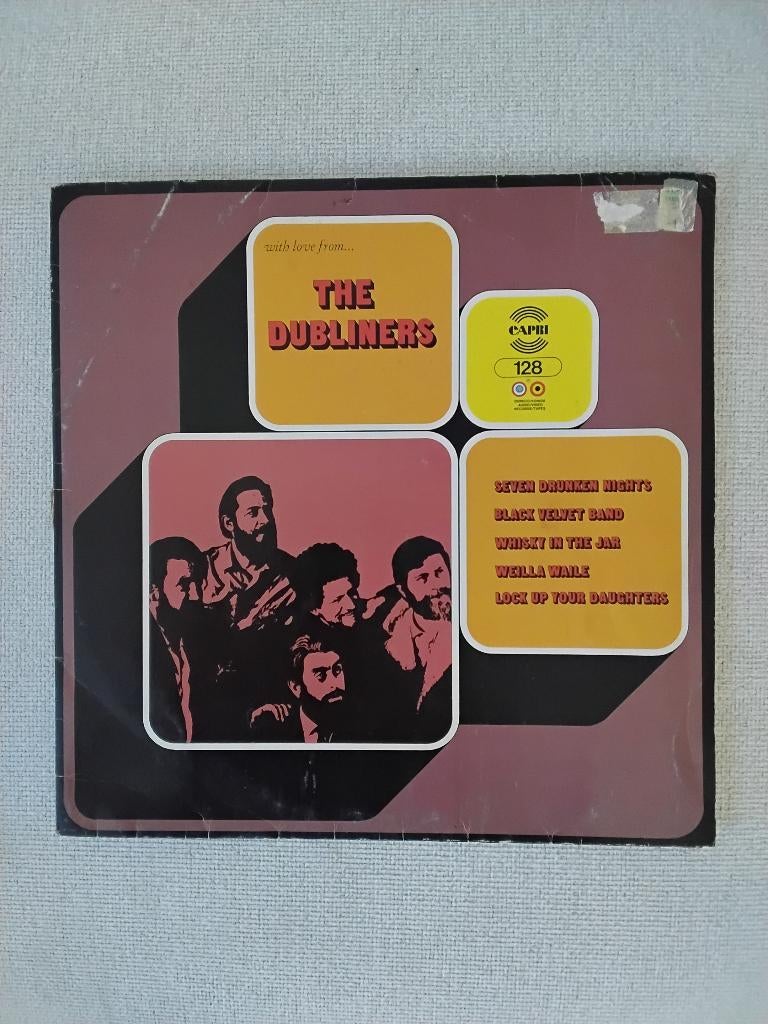 with love from...
THE
DUBLINERS
CAPRI
128
SEVEN DRUNKEN NIGHTS
BLACK VELVET BAND
WHISKY IN THE JAR
WEILLA WAILE
LOCK UP YOUR DAUGHTERS